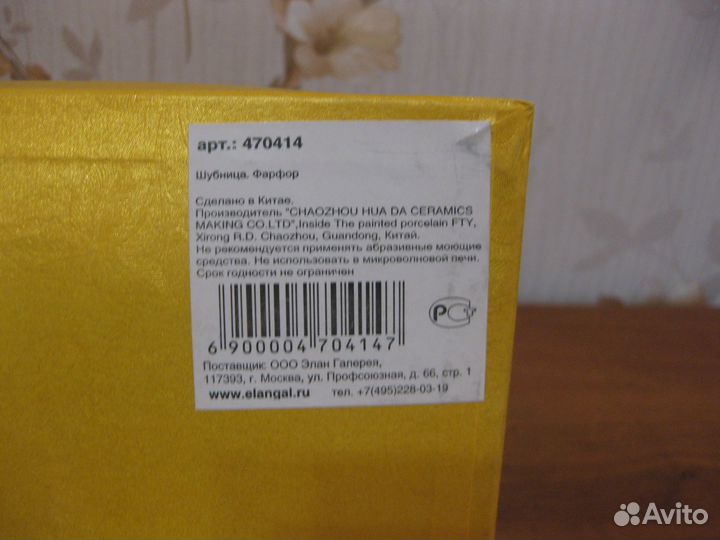 арт.: 470414
Шубница. Фарфор
Сделано в Китае.
Производитель "CHAOZHOU HUA DA CERAMICS
MAKING CO.LTD",Inside The painted porcelain FTY,
Xirong R.D. Chaozhou, Guandong, Китай.
Не рекомендуется применять абразивные моющие
средства. Не использовать в микроволновой печи.
Срок годности не ограничен
РСТ
6 900004 704147
Поставщик: ООО Элан Галерея,
117393, г. Москва, ул. Профсоюзная, д. 66, стр. 1
www.elangal.ru тел. +7(495)228-03-19
Avito